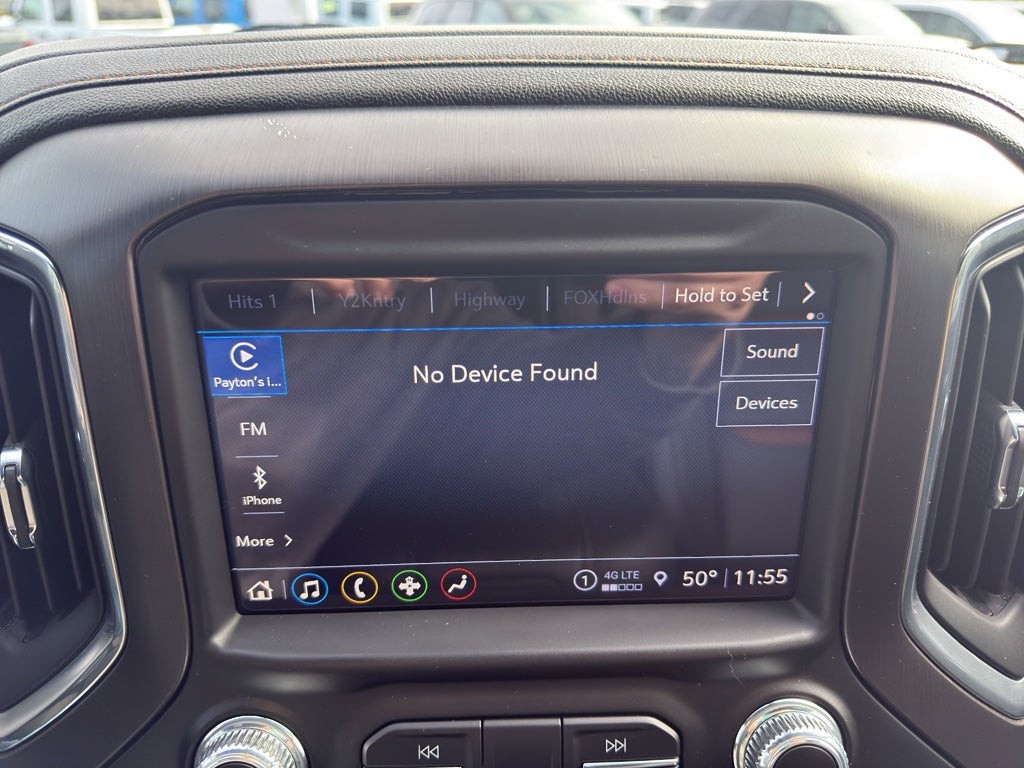 Hits 1
Y2Kntry
Highway
FOXHdlns
Hold to Set
Payton's i...
No Device Found
Sound
Devices
FM
iPhone
More
1
4G LTE
50°
11:55